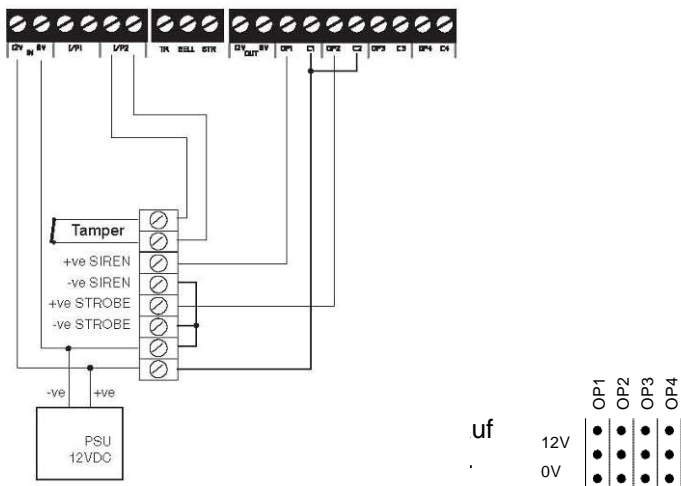 12V IN 0V I/P1 I/P2 TR BELL STR 12V OUT 0V OP1 C1 OP2 C2 OP3 C3 OP4 C4
Tamper
+ve SIREN
-ve SIREN
+ve STROBE
-ve STROBE
-ve +ve
PSU
12VDC
uf
.
OP1 OP2 OP3 OP4
12V
0V